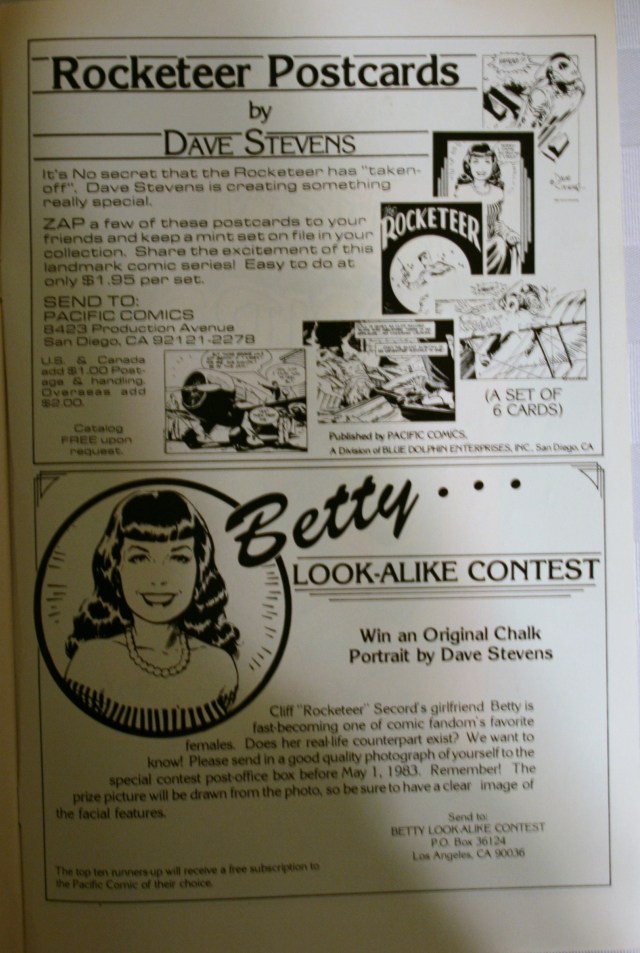 Rocketeer Postcards
by
DAVE STEVENS
It's No secret that the Rocketeer has "taken-
off". Dave Stevens is creating something
really special.
ZAP a few of these postcards to your
friends and keep a mint set on file in your
collection. Share the excitement of this
landmark comic series! Easy to do at
only $1.95 per set.
SEND TO:
PACIFIC COMICS
8423 Production Avenue
San Diego, CA 92121-2278
U.S. & Canada
add $1.00 Post-
age & handling.
Overseas add
$2.00.
Catalog
FREE upon
request.
ROCKETEER
(A SET OF
6 CARDS)
Published by PACIFIC COMICS.
A Division of BLUE DOLPHIN ENTERPRISES, INC., San Diego, CA
Betty...
LOOK-ALIKE CONTEST
Win an Original Chalk
Portrait by Dave Stevens
Cliff "Rocketeer" Secord's girlfriend Betty is
fast-becoming one of comic fandom's favorite
females. Does her real-life counterpart exist? We want to
know! Please send in a good quality photograph of yourself to the
special contest post-office box before May 1, 1983. Remember! The
prize picture will be drawn from the photo, so be sure to have a clear image of
the facial features.
Send to:
BETTY LOOK-ALIKE CONTEST
P.O. Box 36124
Los Angeles, CA 90036
The top ten runners-up will receive a free subscription to
the Pacific Comic of their choice.